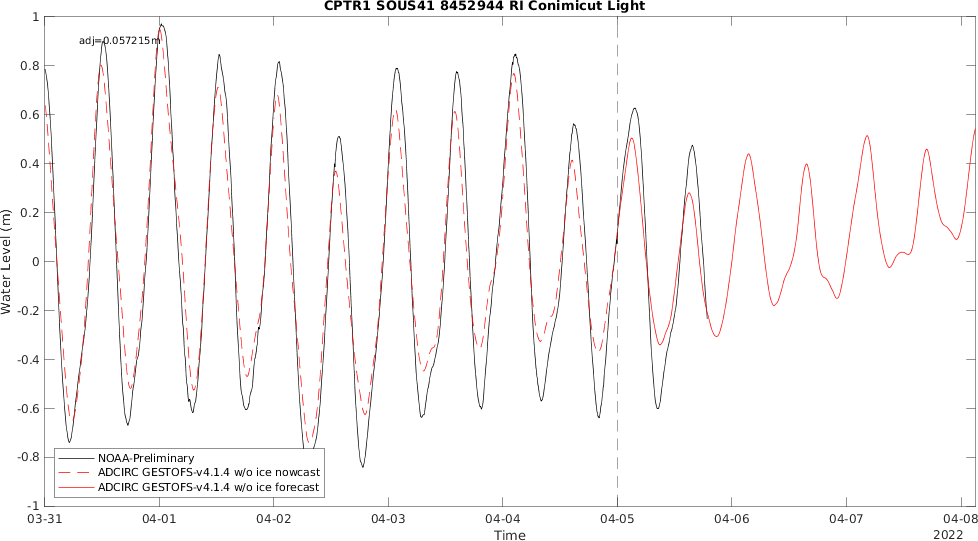 CPTR1 SOUS41 8452944 RI Conimicut Light
adj=0.057215m
Water Level (m)
1
0.8
0.6
0.4
0.2
0
-0.2
-0.4
-0.6
-0.8
-1
NOAA-Preliminary
ADCIRC GESTOFS-v4.1.4 w/o ice nowcast
ADCIRC GESTOFS-v4.1.4 w/o ice forecast
03-31 04-01 04-02 04-03 04-04 04-05 04-06 04-07 04-08
Time
2022